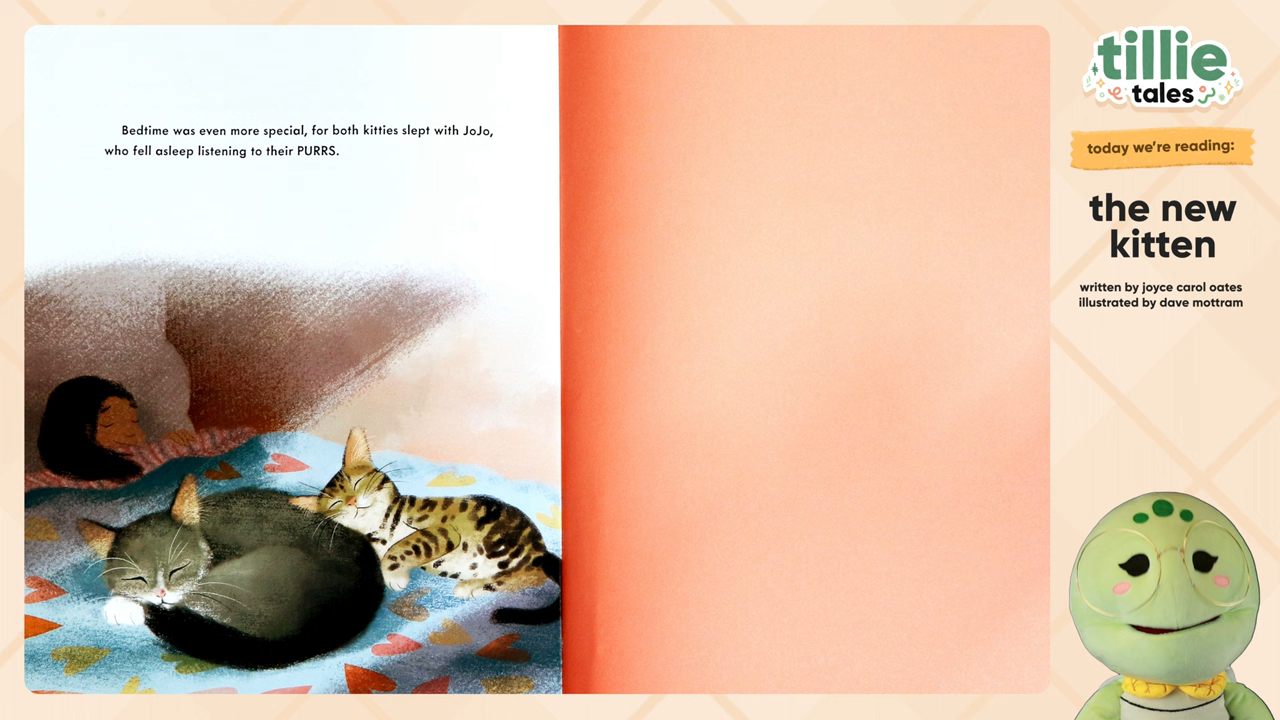 Bedtime was even more special, for both kitties slept with JoJo,
who fell asleep listening to their PURRS.
tillie
tales
today we're reading:
the new
kitten
written by joyce carol oates
illustrated by dave mottram